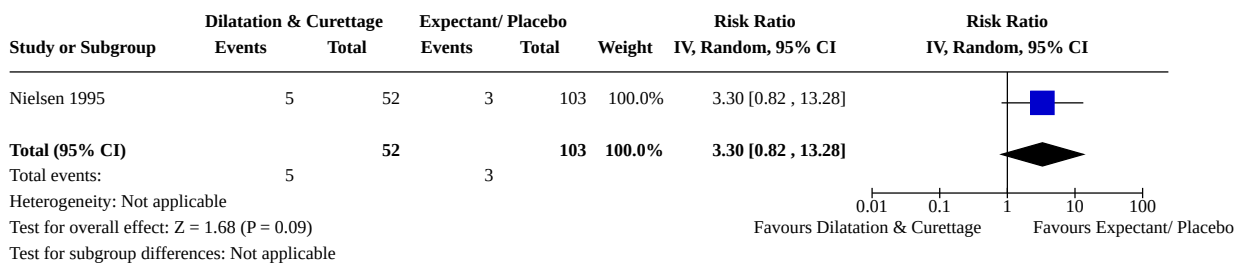 Dilatation & Curettage Expectant/ Placebo Risk Ratio Risk Ratio
Study or Subgroup Events Total Events Total Weight IV, Random, 95% CI IV, Random, 95% CI
Nielsen 1995 5 52 3 103 100.0% 3.30 [0.82 , 13.28]
Total (95% CI) 52 103 100.0% 3.30 [0.82 , 13.28]
Total events: 5 3
Heterogeneity: Not applicable
0.01 0.1 1 10 100
Test for overall effect: Z = 1.68 (P = 0.09) Favours Dilatation & Curettage Favours Expectant/ Placebo
Test for subgroup differences: Not applicable